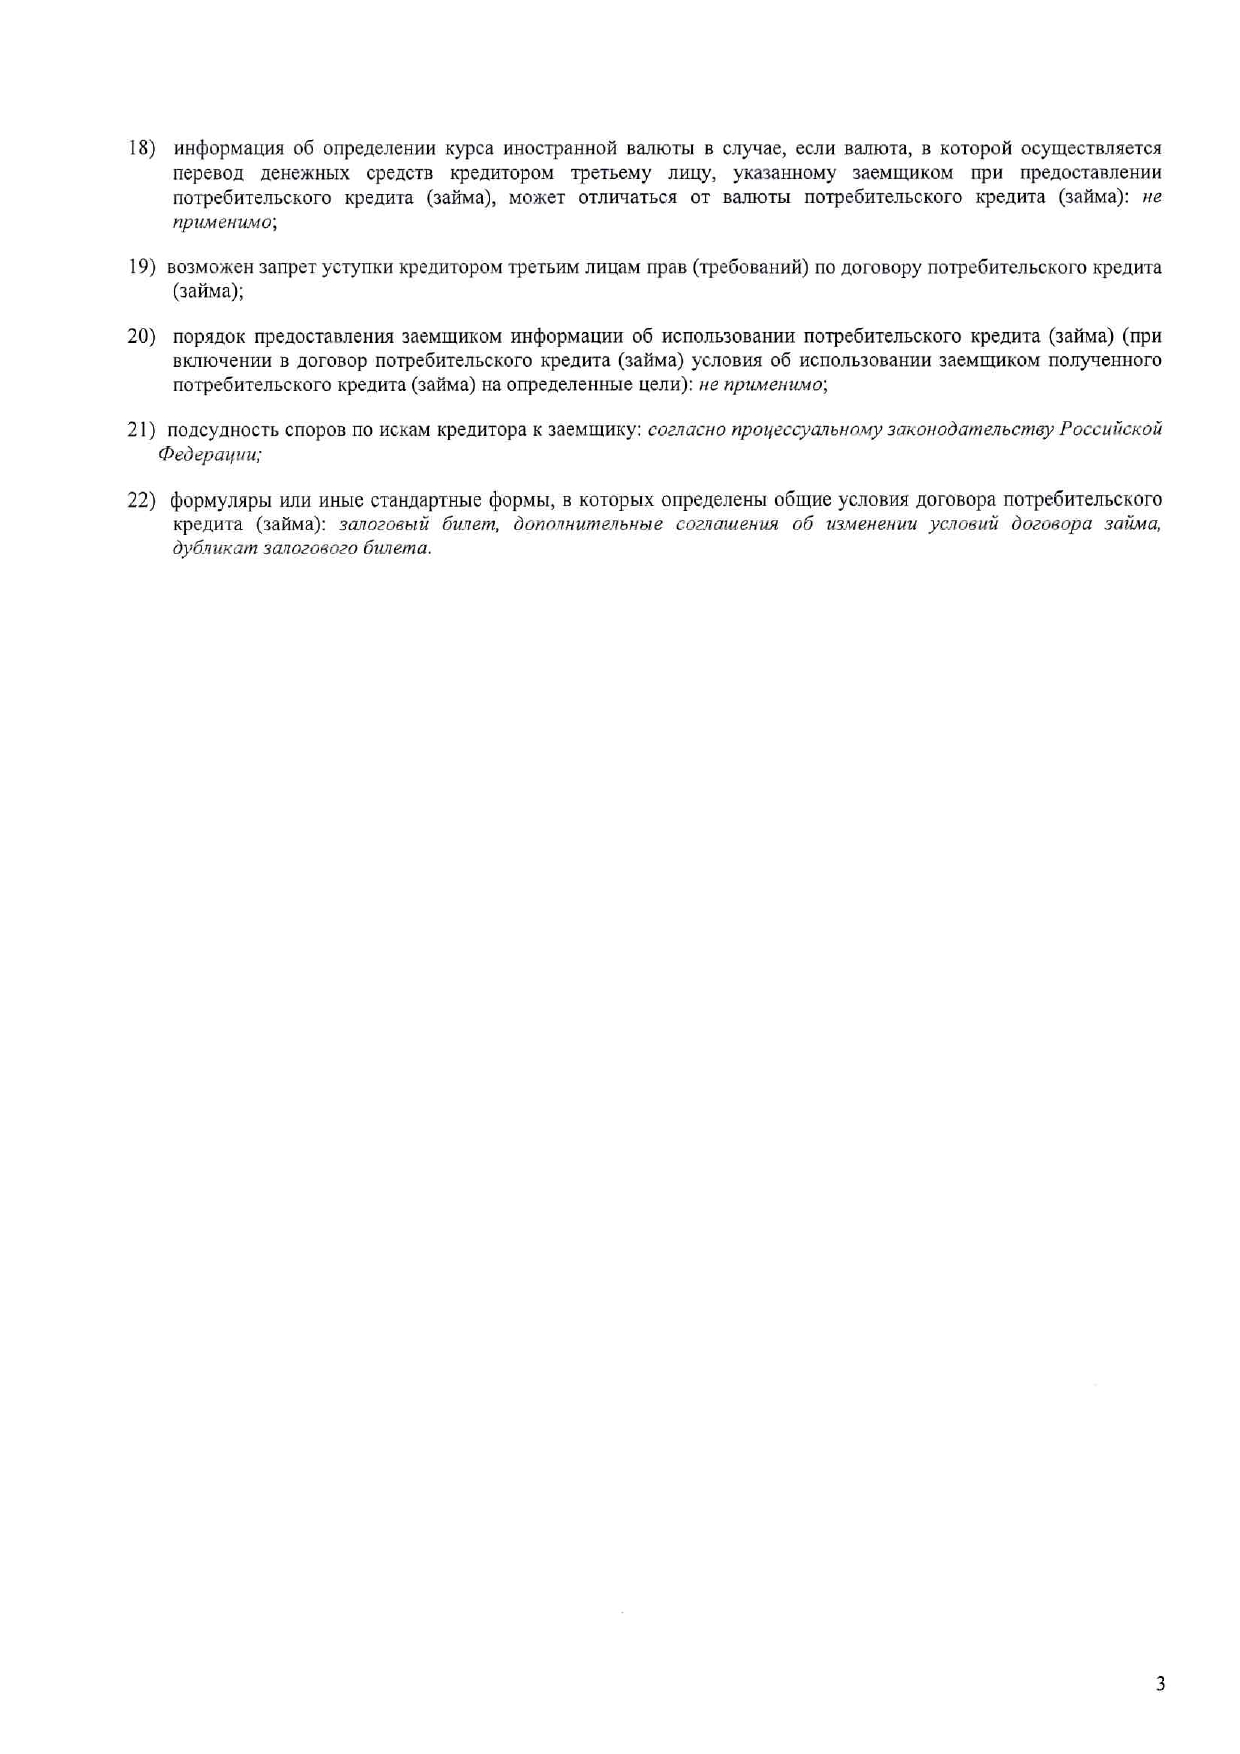 18) информация об определении курса иностранной валюты в случае, если валюта, в которой осуществляется
перевод денежных средств кредитором третьему лицу, указанному заемщиком при предоставлении
потребительского кредита (займа), может отличаться от валюты потребительского кредита (займа): не
применимо;
19) возможен запрет уступки кредитором третьим лицам прав (требований) по договору потребительского кредита
(займа);
20) порядок предоставления заемщиком информации об использовании потребительского кредита (займа) (при
включении в договор потребительского кредита (займа) условия об использовании заемщиком полученного
потребительского кредита (займа) на определенные цели): не применимо;
21) подсудность споров по искам кредитора к заемщику: согласно процессуальному законодательству Российской
Федерации;
22) формуляры или иные стандартные формы, в которых определены общие условия договора потребительского
кредита (займа): залоговый билет, дополнительные соглашения об изменении условий договора займа,
дубликат залогового билета.
3